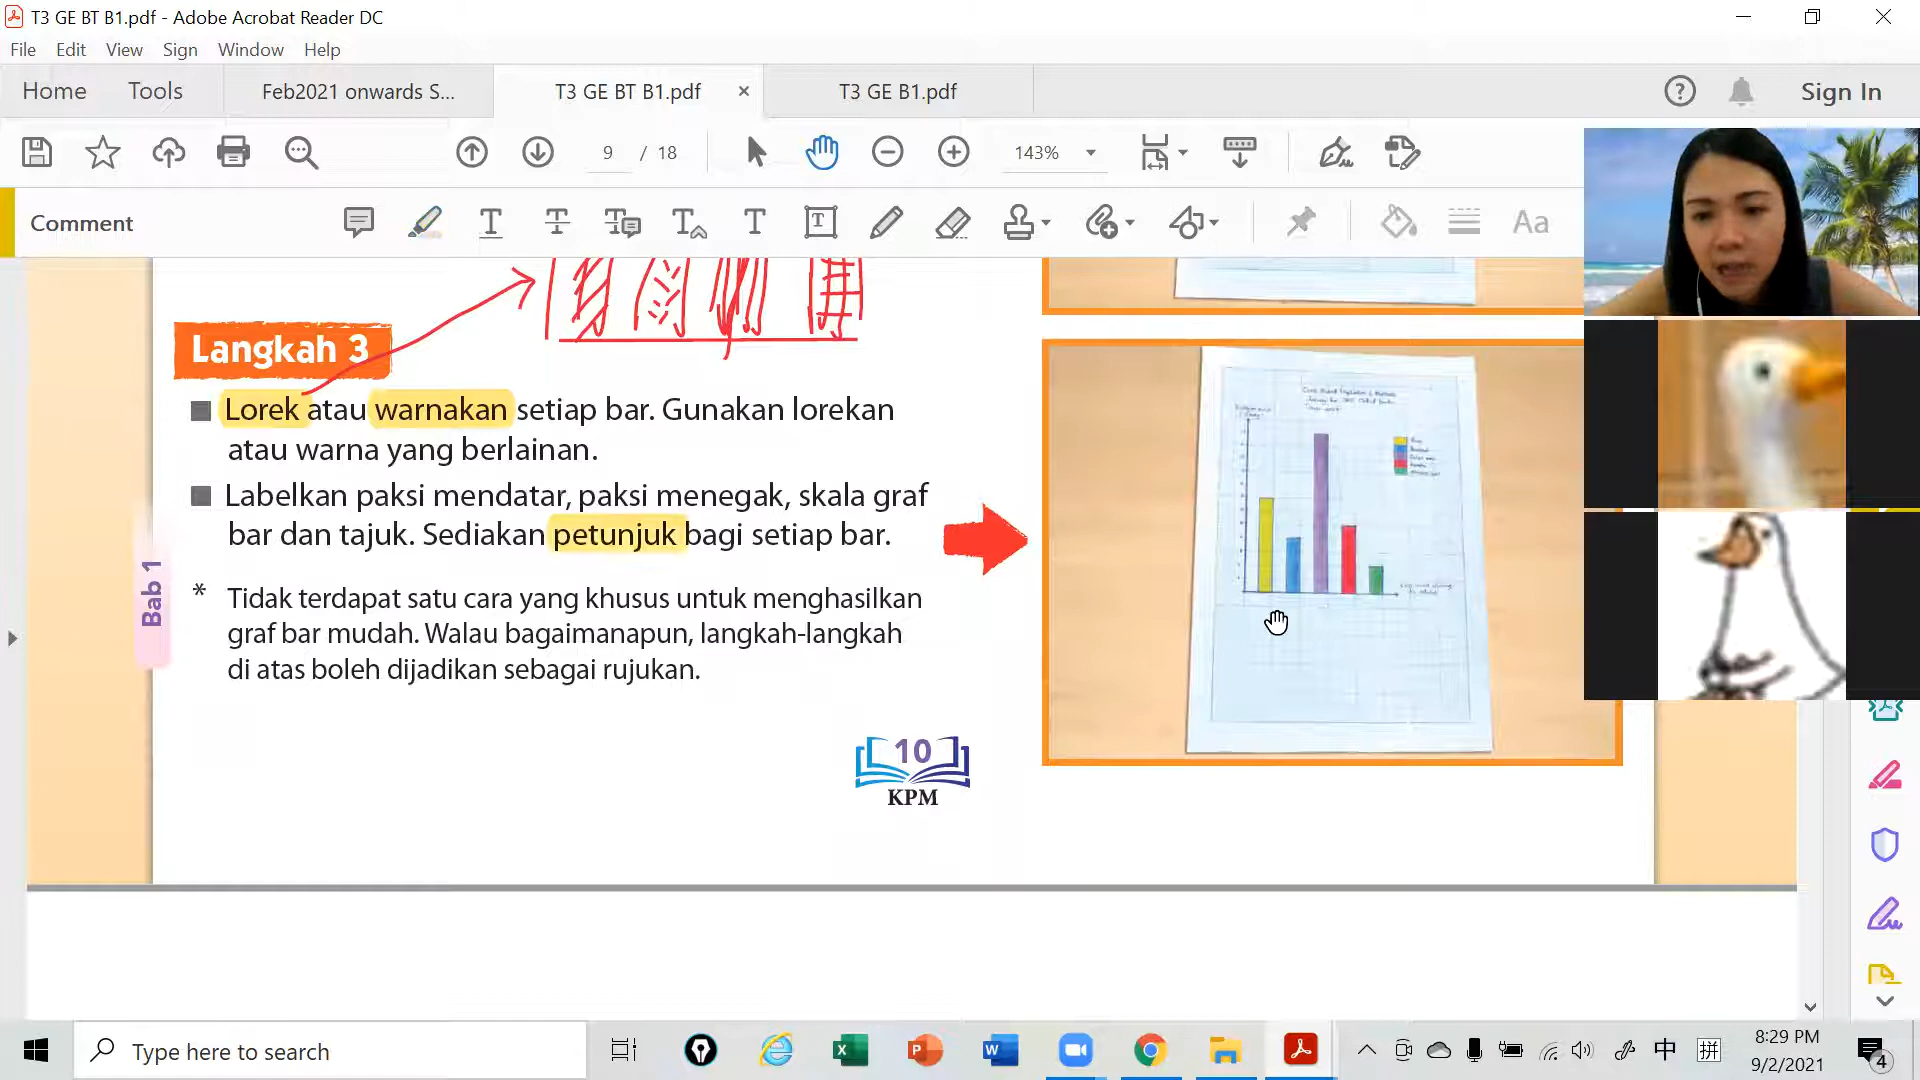 T3 GE BT B1.pdf - Adobe Acrobat Reader DC
File Edit View Sign Window Help
Home Tools Feb2021 onwards S... T3 GE BT B1.pdf × T3 GE B1.pdf Sign In
9 / 18 143%
Comment Aa
Langkah 3
Lorek atau warnakan setiap bar. Gunakan lorekan
atau warna yang berlainan.
Labelkan paksi mendatar, paksi menegak, skala graf
bar dan tajuk. Sediakan petunjuk bagi setiap bar.
Bab 1
* Tidak terdapat satu cara yang khusus untuk menghasilkan
graf bar mudah. Walau bagaimanapun, langkah-langkah
di atas boleh dijadikan sebagai rujukan.
10
KPM
Type here to search
中 拼
8:29 PM
9/2/2021
4